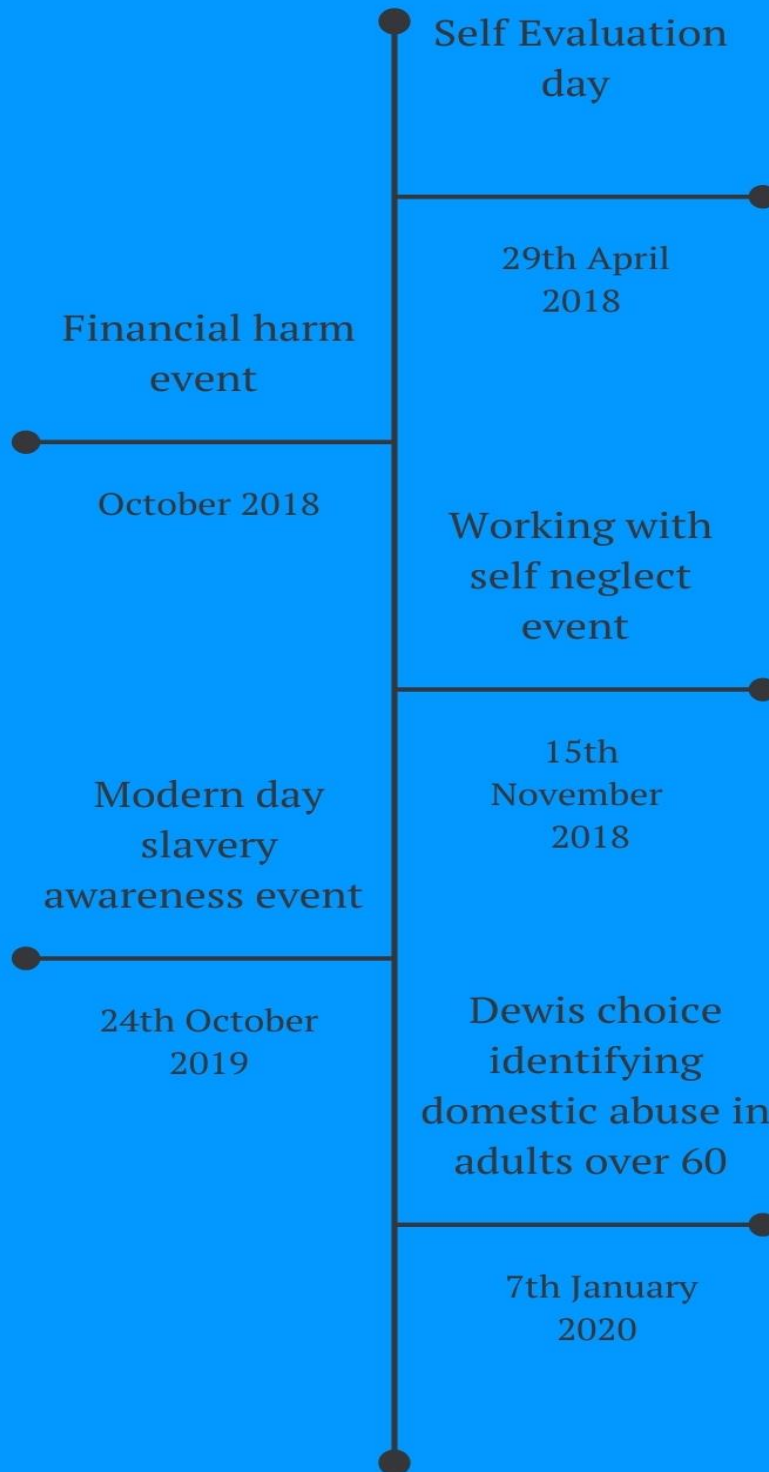 Self Evaluation
day
29th April
2018
Financial harm
event
October 2018
Working with
self neglect
event
15th
November
2018
Modern day
slavery
awareness event
24th October
2019
Dewis choice
identifying
domestic abuse in
adults over 60
7th January
2020